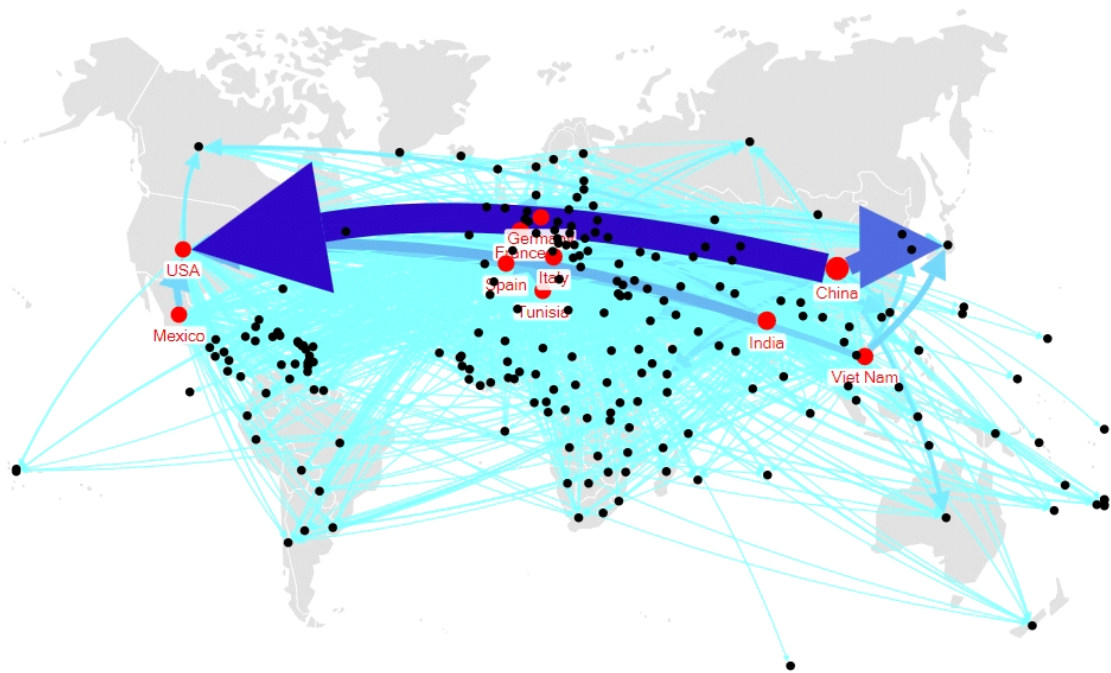 Germany
France
USA
Italy
Spain
China
Tunisia
Mexico
India
Viet Nam